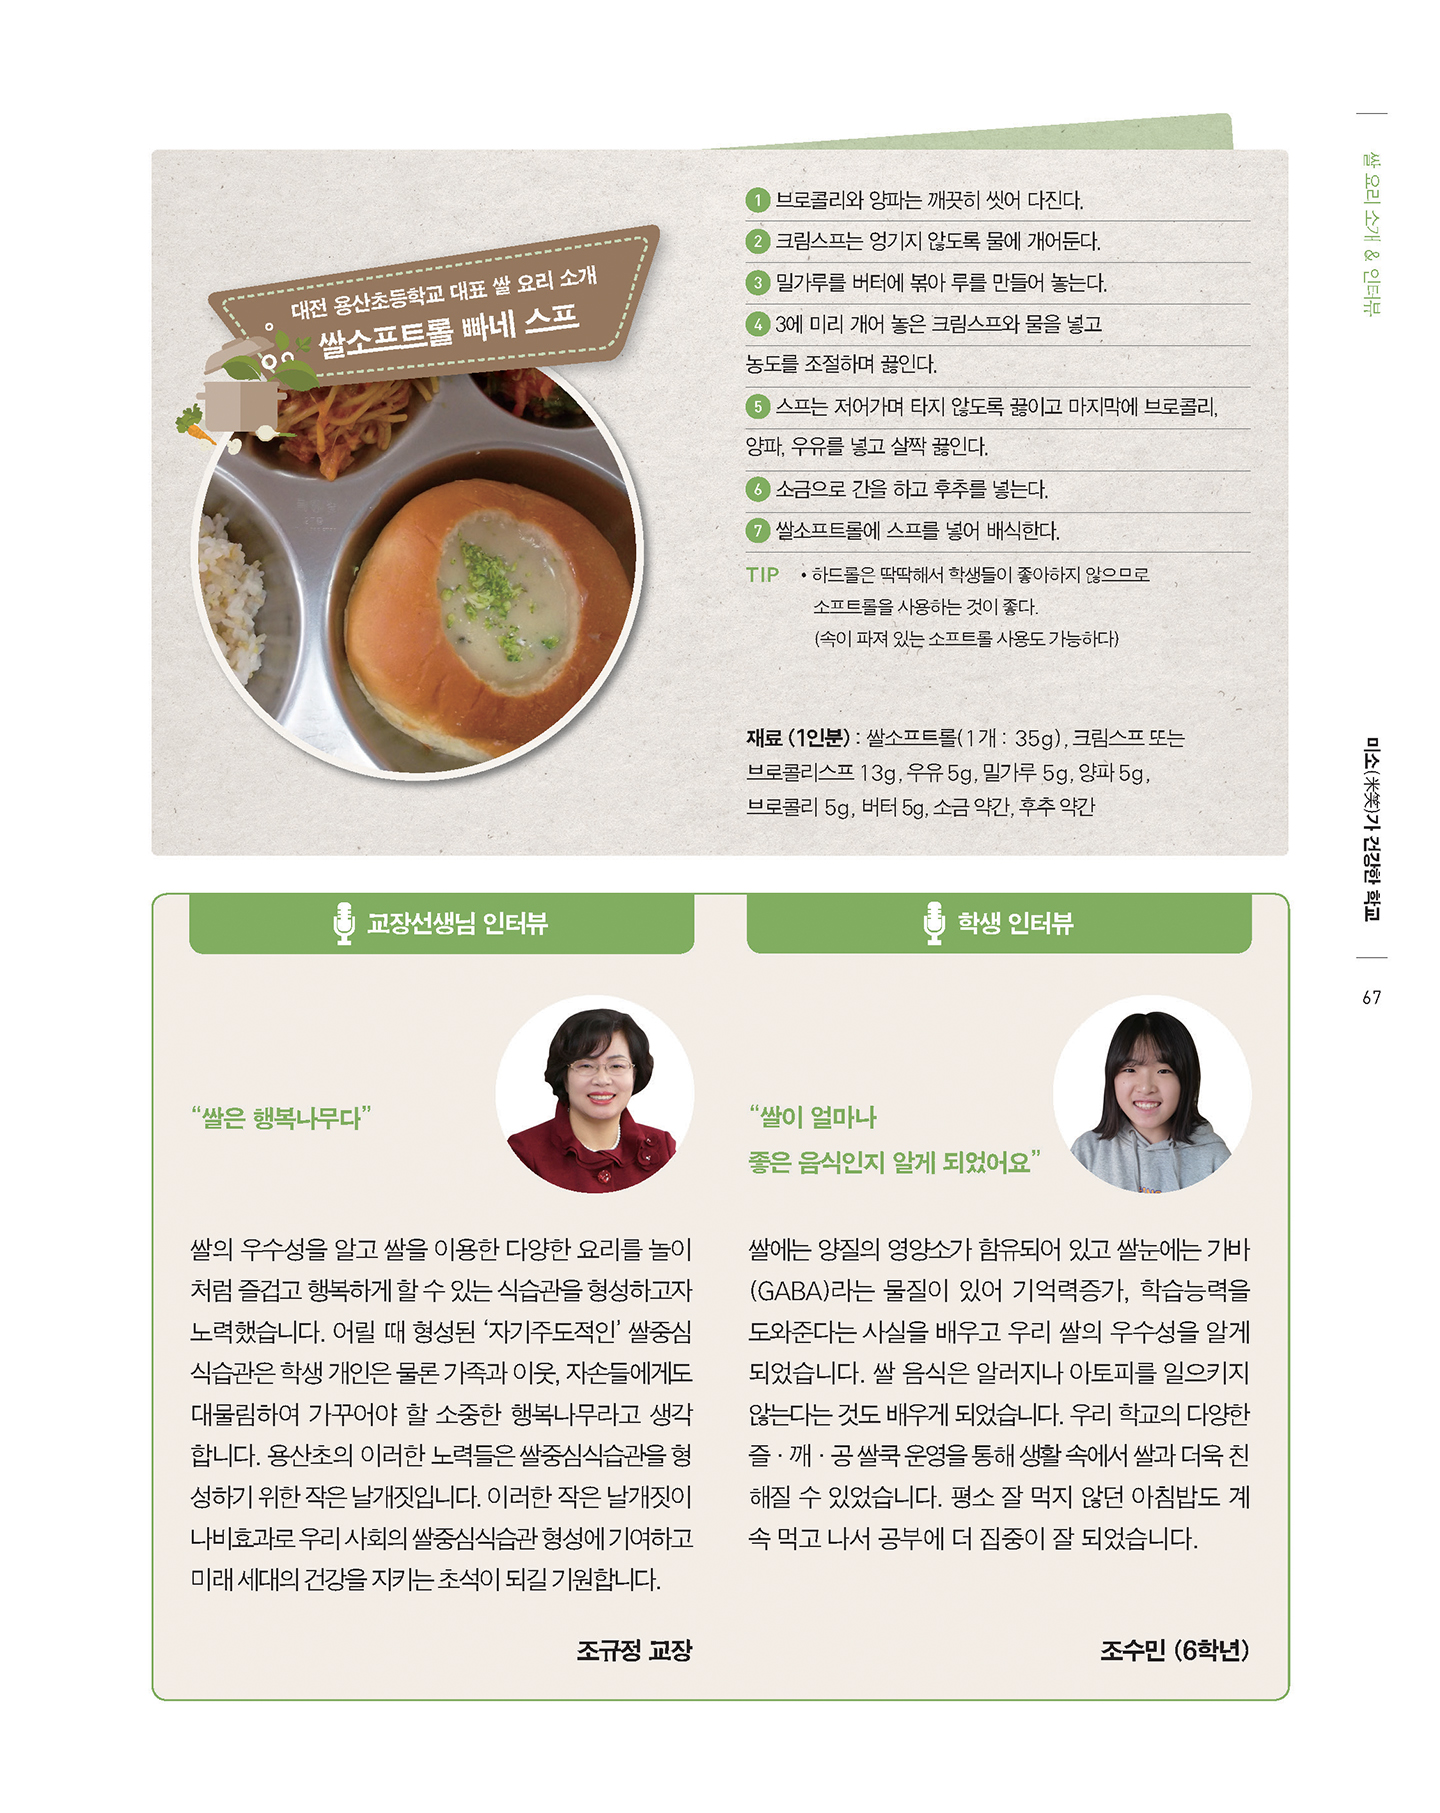 대전 용산초등학교 대표 쌀 요리 소개
쌀소프트롤 빠네 스프
1 브로콜리와 양파는 깨끗히 씻어 다진다.
2 크림스프는 엉기지 않도록 물에 개어둔다.
3 밀가루를 버터에 볶아 루를 만들어 놓는다.
4 3에 미리 개어 놓은 크림스프와 물을 넣고
농도를 조절하며 끓인다.
5 스프는 저어가며 타지 않도록 끓이고 마지막에 브로콜리,
양파, 우유를 넣고 살짝 끓인다.
6 소금으로 간을 하고 후추를 넣는다.
7 쌀소프트롤에 스프를 넣어 배식한다.
TIP • 하드롤은 딱딱해서 학생들이 좋아하지 않으므로
소프트롤을 사용하는 것이 좋다.
(속이 파져 있는 소프트롤 사용도 가능하다)
재료 (1인분) : 쌀소프트롤(1개 : 35g), 크림스프 또는
브로콜리스프 13g, 우유 5g, 밀가루 5g, 양파 5g,
브로콜리 5g, 버터 5g, 소금 약간, 후추 약간
교장선생님 인터뷰
“쌀은 행복나무다”
쌀의 우수성을 알고 쌀을 이용한 다양한 요리를 놀이
처럼 즐겁고 행복하게 할 수 있는 식습관을 형성하고자
노력했습니다. 어릴 때 형성된 ‘자기주도적인’ 쌀중심
식습관은 학생 개인은 물론 가족과 이웃, 자손들에게도
대물림하여 가꾸어야 할 소중한 행복나무라고 생각
합니다. 용산초의 이러한 노력들은 쌀중심식습관을 형
성하기 위한 작은 날개짓입니다. 이러한 작은 날개짓이
나비효과로 우리 사회의 쌀중심식습관 형성에 기여하고
미래 세대의 건강을 지키는 초석이 되길 기원합니다.
조규정 교장
학생 인터뷰
“쌀이 얼마나
좋은 음식인지 알게 되었어요”
쌀에는 양질의 영양소가 함유되어 있고 쌀눈에는 가바
(GABA)라는 물질이 있어 기억력증가, 학습능력을
도와준다는 사실을 배우고 우리 쌀의 우수성을 알게
되었습니다. 쌀 음식은 알러지나 아토피를 일으키지
않는다는 것도 배우게 되었습니다. 우리 학교의 다양한
즐 · 깨 · 공 쌀쿡 운영을 통해 생활 속에서 쌀과 더욱 친
해질 수 있었습니다. 평소 잘 먹지 않던 아침밥도 계
속 먹고 나서 공부에 더 집중이 잘 되었습니다.
조수민 (6학년)
쌀 요리 소개 & 인터뷰
미소(米笑)가 건강한 학교
67